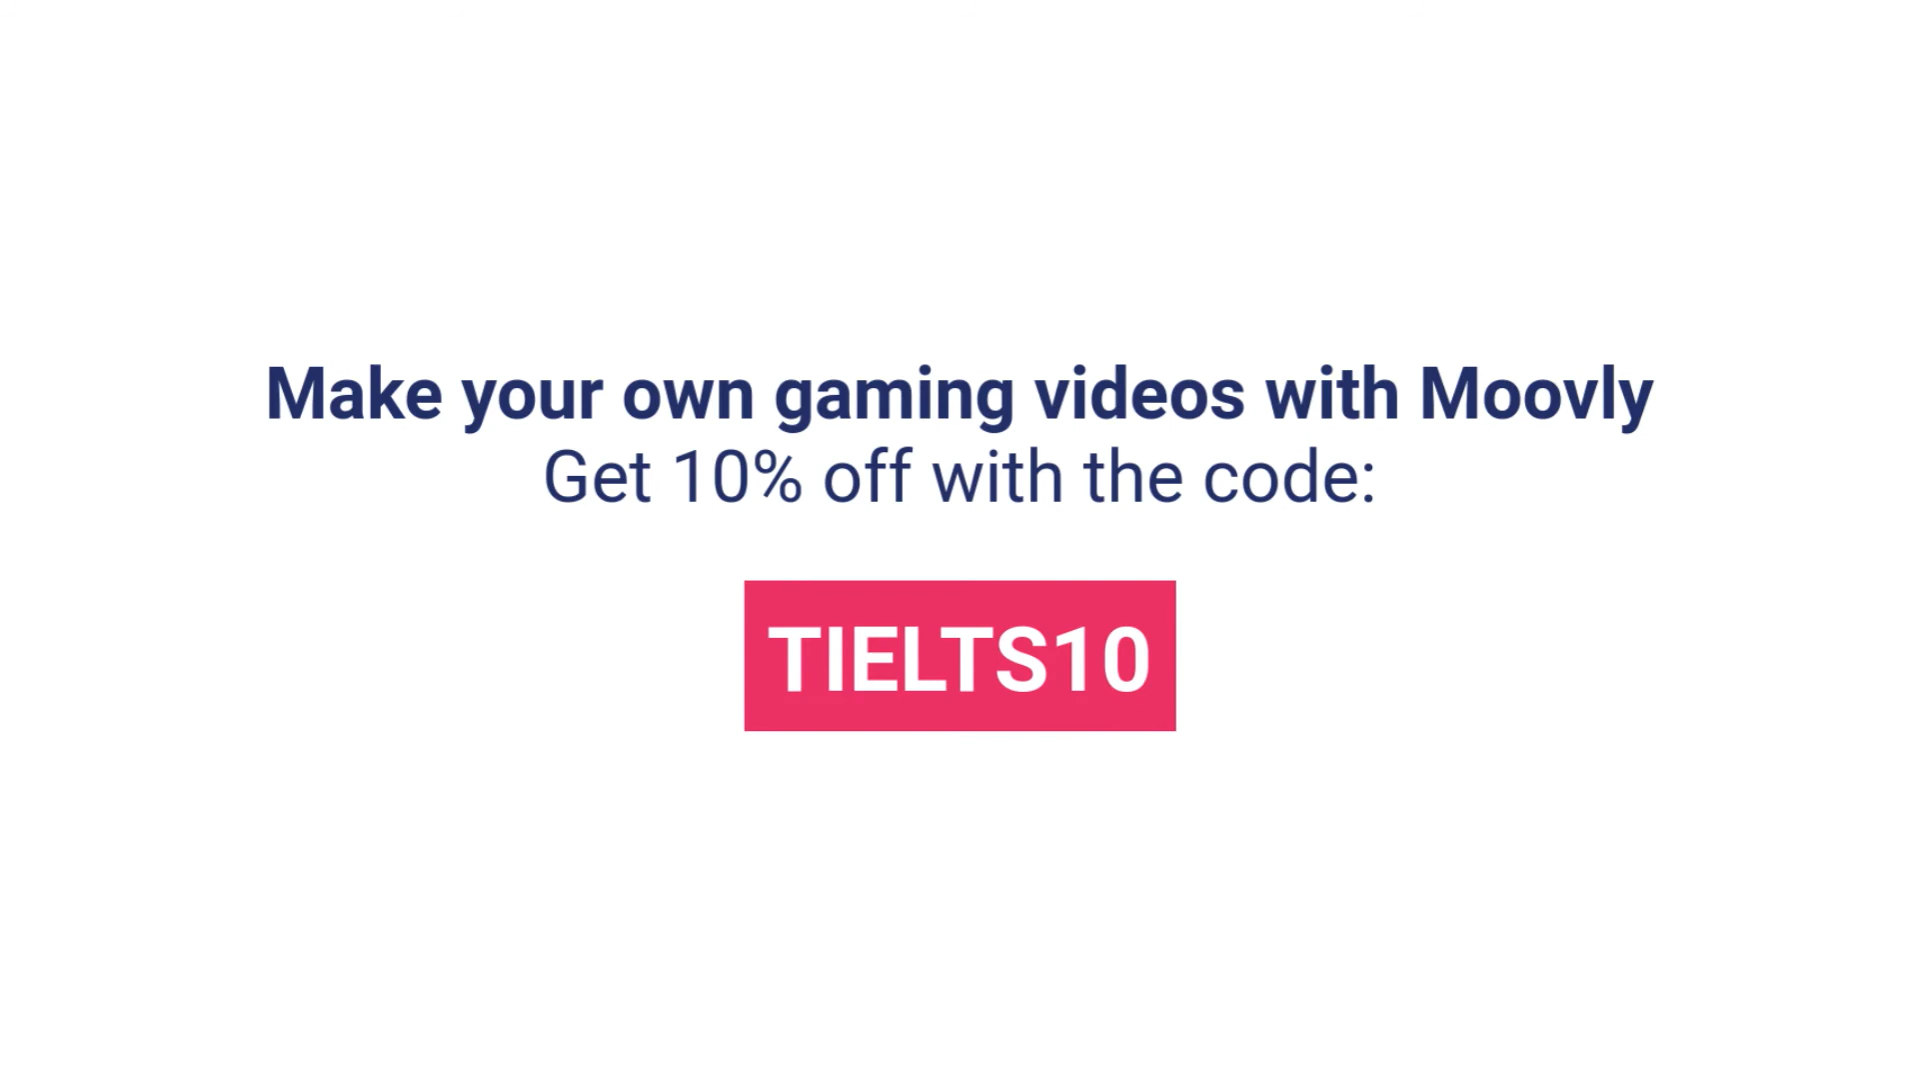 Make your own gaming videos with Moovly
Get 10% off with the code:
TIELTS10